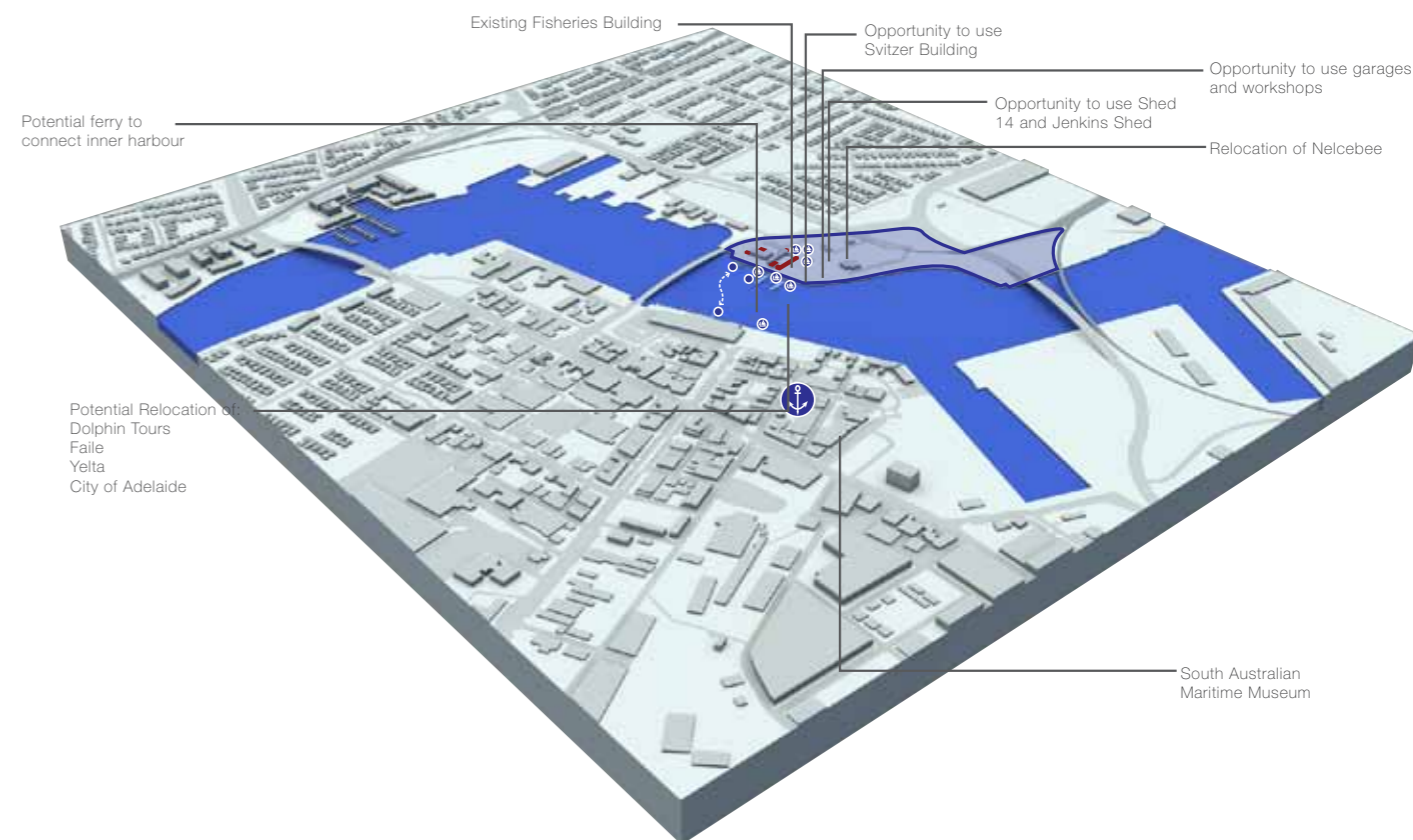 Existing Fisheries Building
Opportunity to use
Svitzer Building
Opportunity to use garages
and workshops
Opportunity to use Shed
14 and Jenkins Shed
Potential ferry to
connect inner harbour
Relocation of Nelcebee
Potential Relocation of:
Dolphin Tours
Faile
Yelta
City of Adelaide
South Australian
Maritime Museum